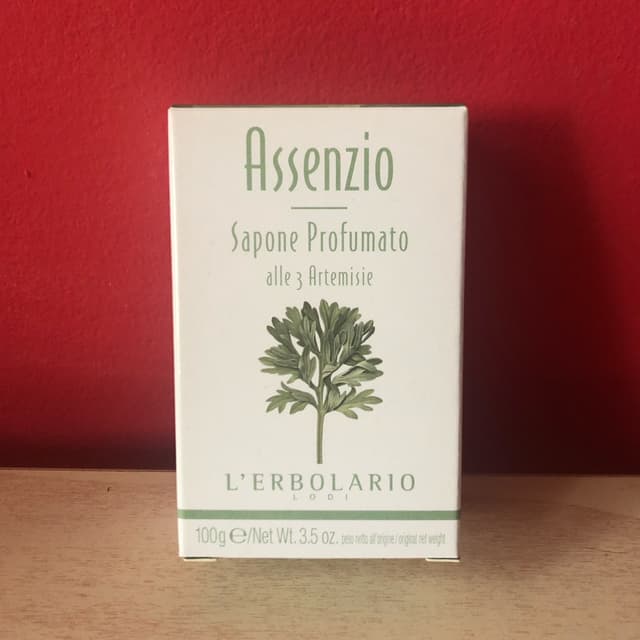 Assenzio
Sapone Profumato
alle 3 Artemisie
L'ERBOLARIO
LODI
100g ℮/Net Wt. 3.5 oz. peso netto all'origine/original net weight